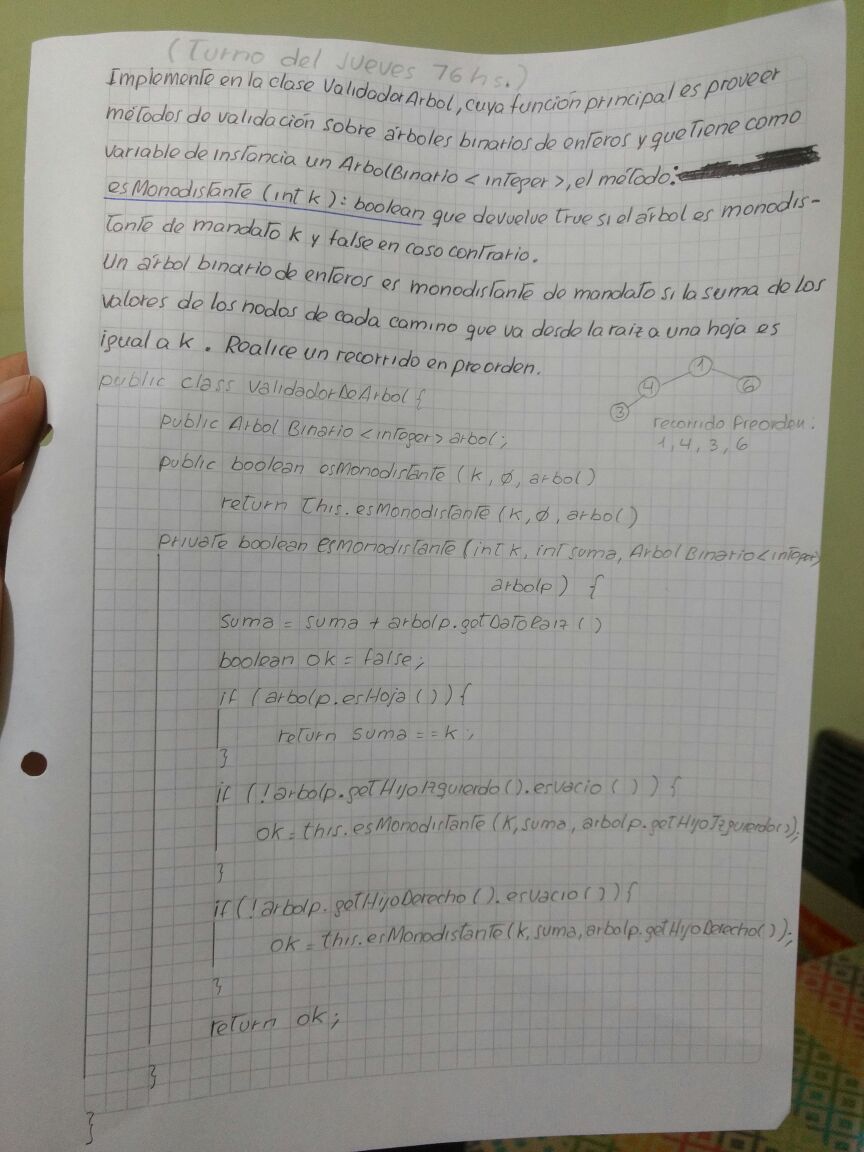 (Turno del Jueves 16hs.)
Implemente en la clase ValidadorArbol, cuya función principal es proveer
métodos de validación sobre árboles binarios de enteros y que tiene como
variable de instancia un ArbolBinario <integer>, el método:
esMonodistante (int k): boolean que devuelve true si el árbol es monodis-
tante de mandato k y false en caso contrario.
Un árbol binario de enteros es monodistante de mandato si la suma de los
valores de los nodos de cada camino que va desde la raíz a una hoja es
igual a k. Realice un recorrido en preorden.
1
4
6
3
recorrido Preorden:
1, 4, 3, 6
public class ValidadorDeArbol {
public ArbolBinario <integer> arbol;
public boolean esMonodistante (k, ø, arbol)
return this.esMonodistante (k, ø, arbol)
private boolean esMonodistante (int k, int suma, ArbolBinario <integer>
arbolp) {
suma = suma + arbolp.getDatoRaiz ()
boolean ok = false;
if (arbolp.esHoja ()) {
return suma == k;
}
if (!arbolp.getHijoIzquierdo().esvacio ()) {
ok = this.esMonodistante (k, suma, arbolp.getHijoIzquierdo());
}
if (!arbolp.getHijoDerecho().esvacio ()) {
ok = this.esMonodistante (k, suma, arbolp.getHijoDerecho());
}
return ok;
}
}